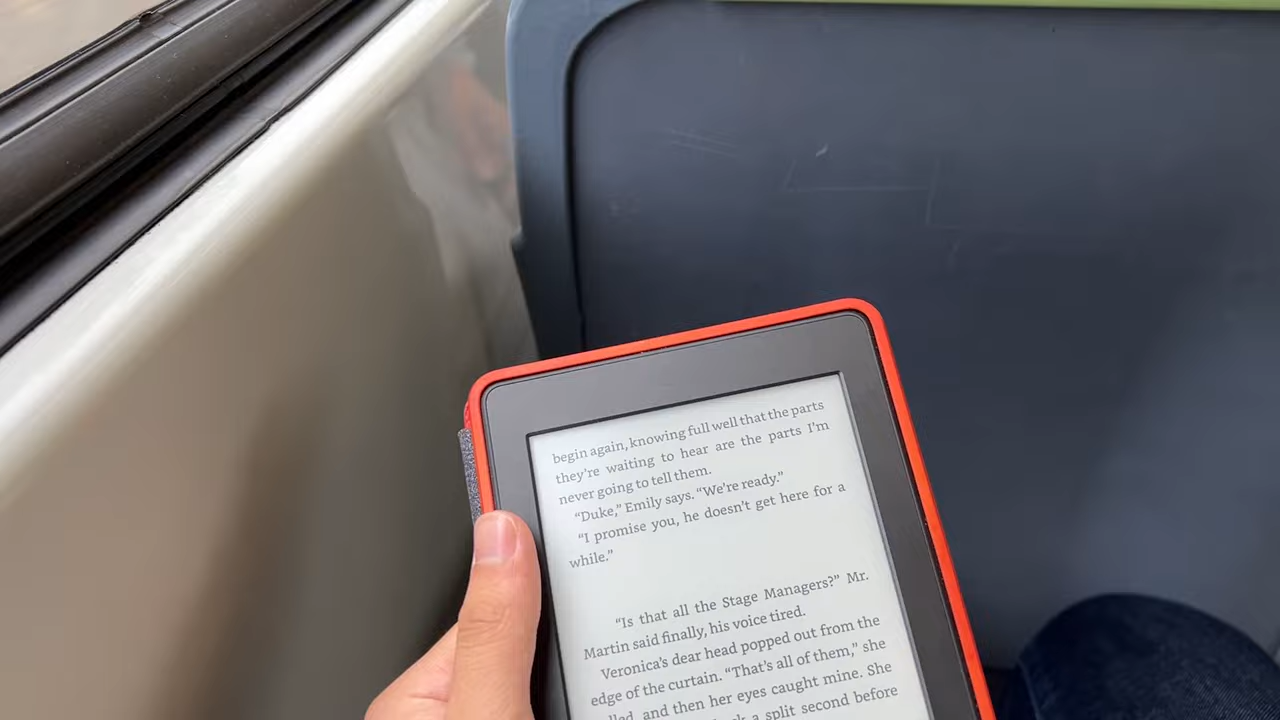 begin again, knowing full well that the parts
they're waiting to hear are the parts I'm
never going to tell them.
“Duke,” Emily says. “We're ready.”
“I promise you, he doesn't get here for a
while.”
“Is that all the Stage Managers?” Mr.
Martin said finally, his voice tired.
Veronica's dear head popped out from the
edge of the curtain. “That's all of them,” she
and then her eyes caught mine. She
a split second before